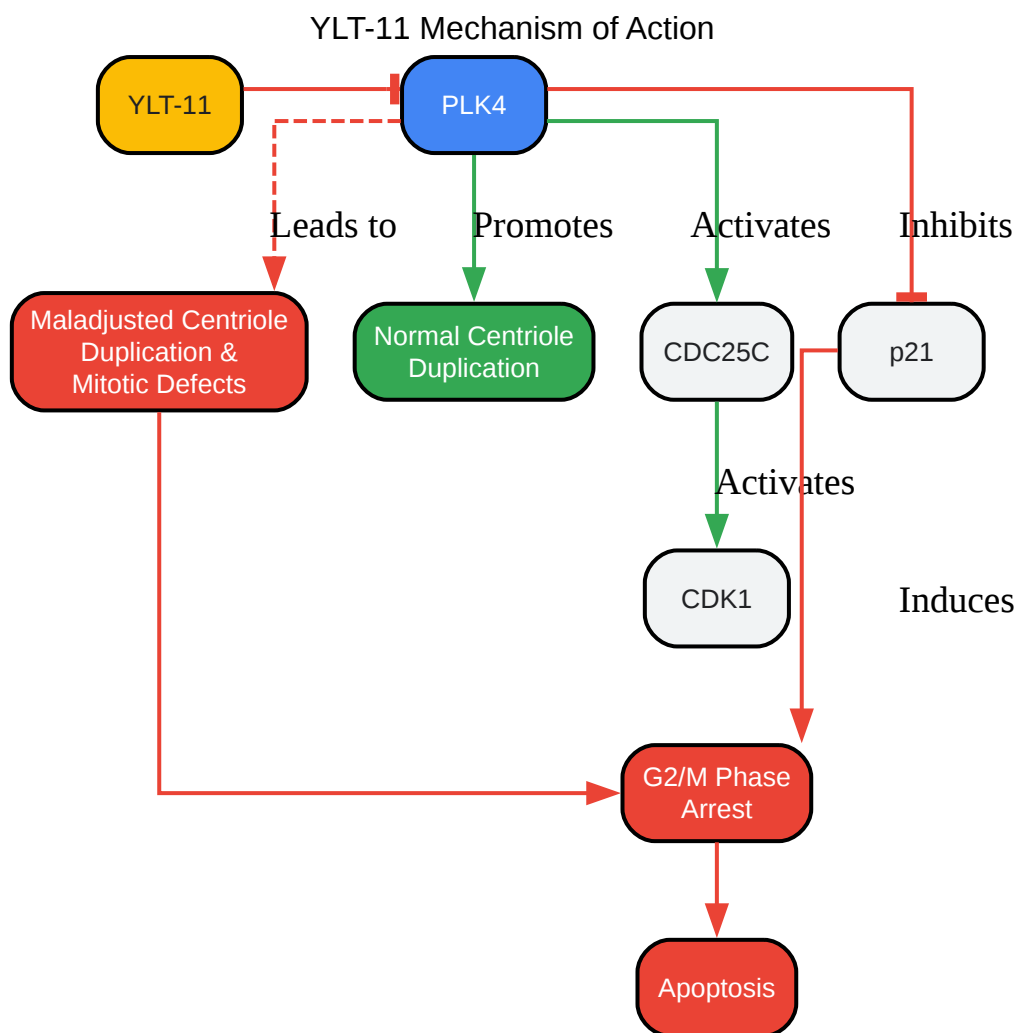 YLT-11 Mechanism of Action
YLT-11
PLK4
Leads to
Promotes
Activates
Inhibits
Maladjusted Centriole
Duplication &
Mitotic Defects
Normal Centriole
Duplication
CDC25C
p21
Activates
CDK1
Induces
G2/M Phase
Arrest
Apoptosis